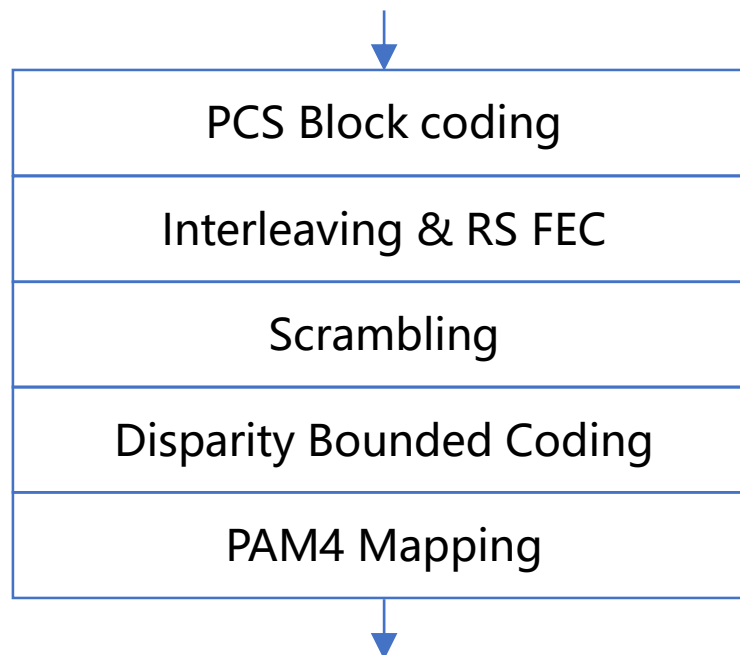 PCS Block coding
Interleaving & RS FEC
Scrambling
Disparity Bounded Coding
PAM4 Mapping